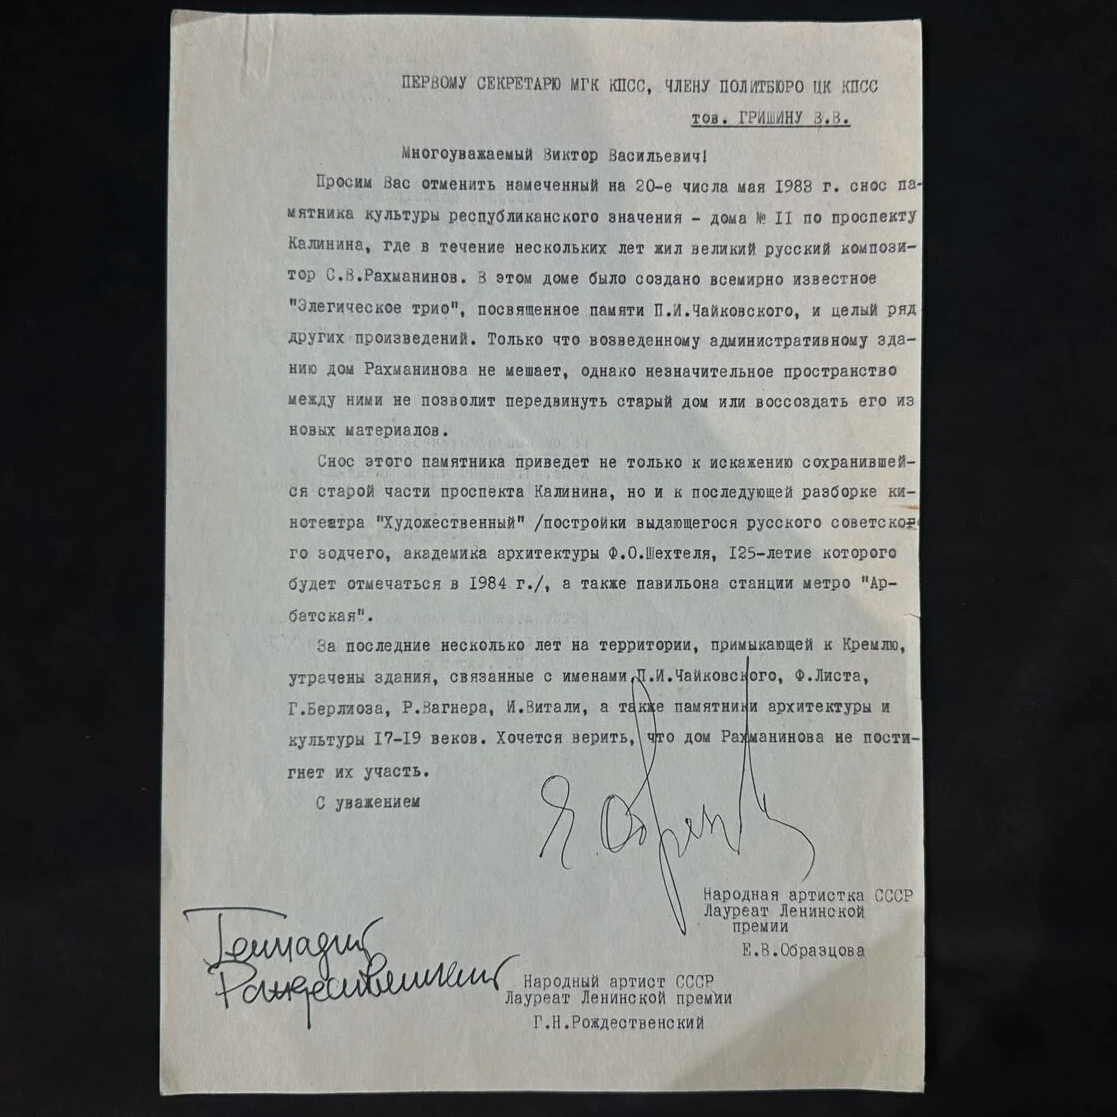 ПЕРВОМУ СЕКРЕТАРЮ МГК КПСС, ЧЛЕНУ ПОЛИТБЮРО ЦК КПСС
тов. ГРИШИНУ В.В.
Многоуважаемый Виктор Васильевич!
Просим Вас отменить намеченный на 20-е числа мая 1983 г. снос па-
мятника культуры республиканского значения - дома № II по проспекту
Калинина, где в течение нескольких лет жил великий русский компози-
тор С.В.Рахманинов. В этом доме было создано всемирно известное
"Элегическое трио", посвященное памяти П.И.Чайковского, и целый ряд
других произведений. Только что возведенному административному зда-
нию дом Рахманинова не мешает, однако незначительное пространство
между ними не позволит передвинуть старый дом или воссоздать его из
новых материалов.
Снос этого памятника приведет не только к искажению сохранившей-
ся старой части проспекта Калинина, но и к последующей разборке ки-
нотеатра "Художественный" /постройки выдающегося русского советског-
го зодчего, академика архитектуры Ф.О.Шехтеля, I25-летие которого
будет отмечаться в I984 г./, а также павильона станции метро "Ар-
батская".
За последние несколько лет на территории, примыкающей к Кремлю,
утрачены здания, связанные с именами П.И.Чайковского, Ф.Листа,
Г.Берлиоза, Р.Вагнера, И.Витали, а также памятники архитектуры и
культуры I7-I9 веков. Хочется верить, что дом Рахманинова не пости-
гнет их участь.
С уважением
Е. Образц
Народная артистка СССР
Лауреат Ленинской
премии
Е.В.Образцова
Геннадий
Рождественский
Народный артист СССР
Лауреат Ленинской премии
Г.Н.Рождественский